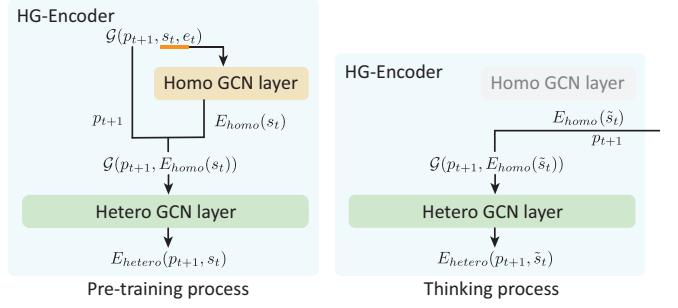 HG-Encoder
𝒢(p_{t+1}, s_t, e_t)
Homo GCN layer
p_{t+1}
E_{homo}(s_t)
𝒢(p_{t+1}, E_{homo}(s_t))
Hetero GCN layer
E_{hetero}(p_{t+1}, s_t)
Pre-training process
HG-Encoder
Homo GCN layer
E_{homo}(s̃_t)
p_{t+1}
𝒢(p_{t+1}, E_{homo}(s̃_t))
Hetero GCN layer
E_{hetero}(p_{t+1}, s̃_t)
Thinking process